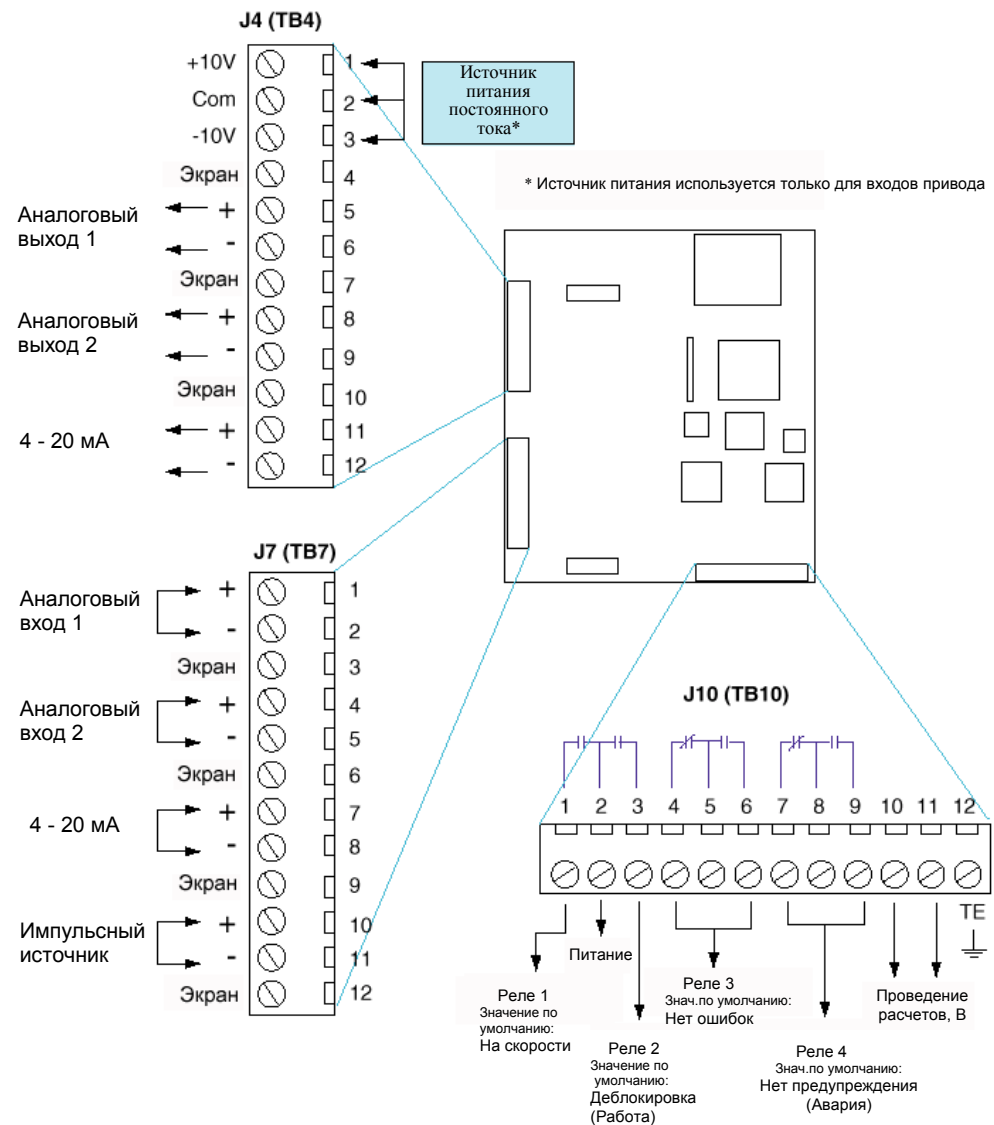 J4 (TB4)
+10V
1
Com
2
-10V
3
Экран
4
Источник
питания
постоянного
тока*
* Источник питания используется только для входов привода
Аналоговый
выход 1
+
5
-
6
Экран
7
Аналоговый
выход 2
+
8
-
9
Экран
10
4 - 20 мА
+
11
-
12
J7 (TB7)
Аналоговый
вход 1
+
1
-
2
Экран
3
Аналоговый
вход 2
+
4
-
5
Экран
6
4 - 20 мА
+
7
-
8
Экран
9
Импульсный
источник
+
10
-
11
Экран
12
J10 (TB10)
1 2 3 4 5 6 7 8 9 10 11 12
TE
Реле 1
Значение по
умолчанию:
На скорости
Питание
Реле 2
Значение по
умолчанию:
Деблокировка
(Работа)
Реле 3
Знач.по умолчанию:
Нет ошибок
Реле 4
Знач.по умолчанию:
Нет предупреждения
(Авария)
Проведение
расчетов, В